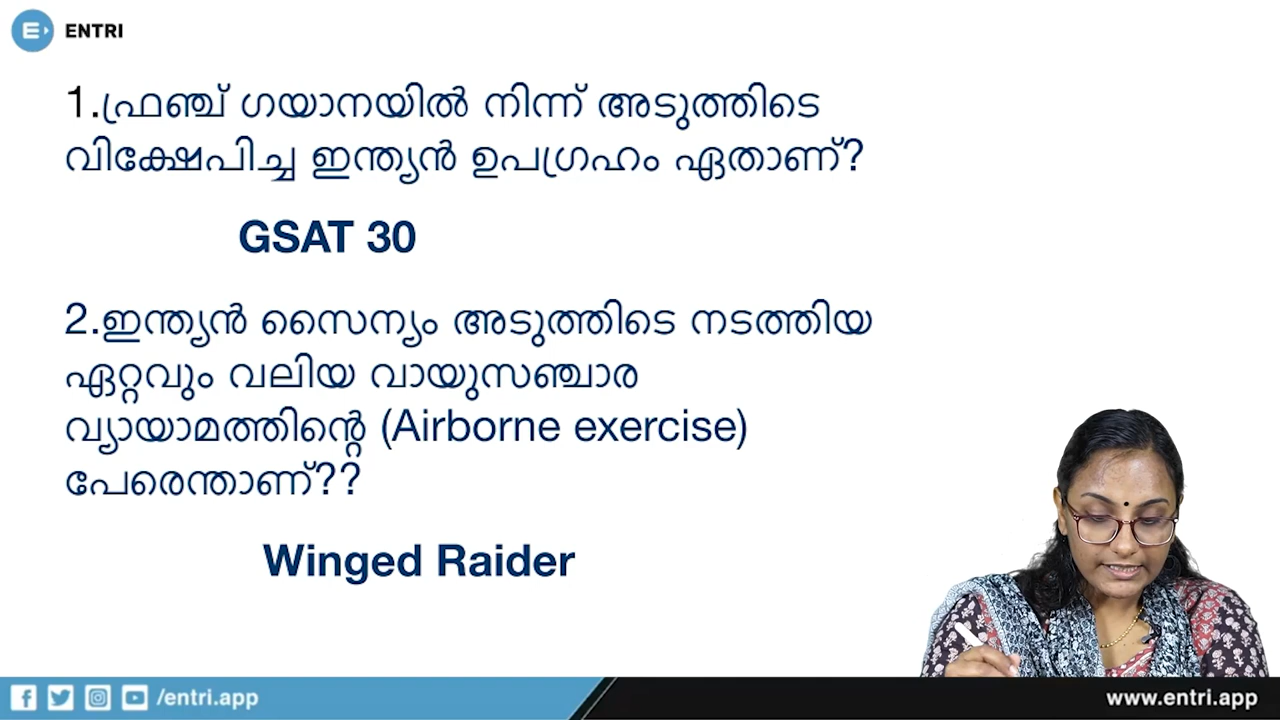 ENTRI
1.ഫ്രഞ്ച് ഗയാനയിൽ നിന്ന് അടുത്തിടെ
വിക്ഷേപിച്ച ഇന്ത്യൻ ഉപഗ്രഹം ഏതാണ്?
GSAT 30
2.ഇന്ത്യൻ സൈന്യം അടുത്തിടെ നടത്തിയ
ഏറ്റവും വലിയ വായുസഞ്ചാര
വ്യായാമത്തിന്റെ (Airborne exercise)
പേരെന്താണ്??
Winged Raider
/entri.app
www.entri.app